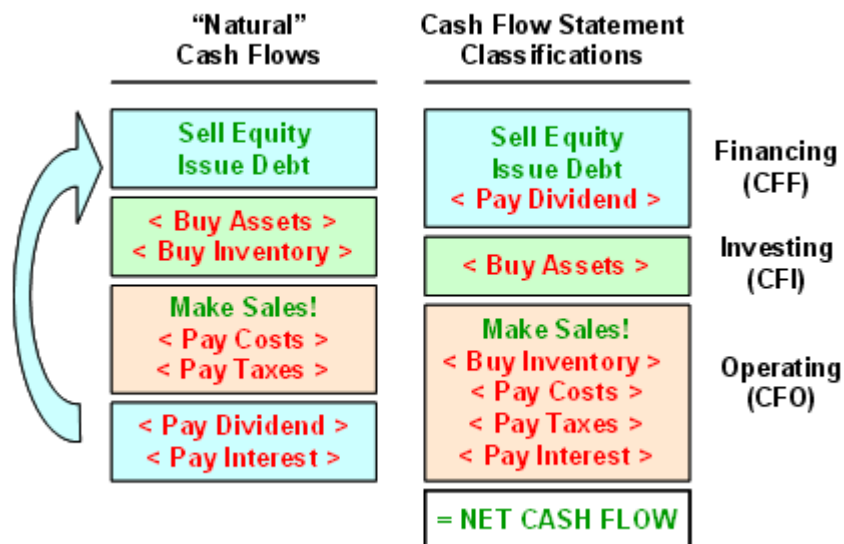 “Natural”
Cash Flows
Cash Flow Statement
Classifications
Sell Equity
Issue Debt
< Buy Assets >
< Buy Inventory >
Make Sales!
< Pay Costs >
< Pay Taxes >
< Pay Dividend >
< Pay Interest >
Sell Equity
Issue Debt
< Pay Dividend >
Financing
(CFF)
< Buy Assets >
Investing
(CFI)
Make Sales!
< Buy Inventory >
< Pay Costs >
< Pay Taxes >
< Pay Interest >
Operating
(CFO)
= NET CASH FLOW